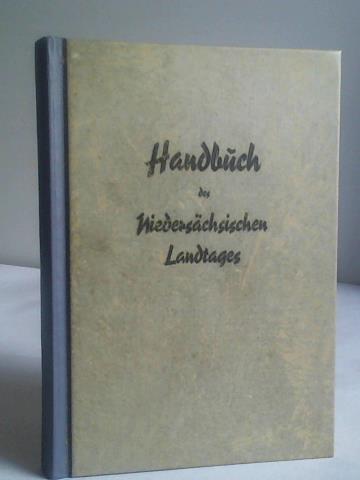 Handbuch
des
Niedersächsischen
Landtages